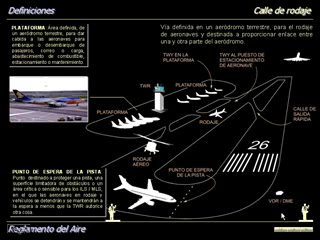 Definiciones
Calle de rodaje
PLATAFORMA Área definida, de
un aeródromo terrestre, para dar
cabida a las aeronaves para
embarque o desembarque de
pasajeros, correo o carga,
abastecimiento de combustible,
estacionamiento o mantenimiento.
Vía definida en un aeródromo terrestre, para el rodaje
de aeronaves y destinada a proporcionar enlace entre
una y otra parte del aeródromo.
TWY EN LA
PLATAFORMA
TWY AL PUESTO DE
ESTACIONAMIENTO
DE AERONAVE
TWR
PLATAFORMA
PLATAFORMA
RODAJE
CALLE DE
SALIDA
RÁPIDA
RODAJE
AÉREO
26
PUNTO DE
ESPERA
DE LA PISTA
VOR / DME
PUNTO DE ESPERA DE LA PISTA
Punto destinado a proteger una pista, una
superficie limitadora de obstáculos o un
área crítica o sensible para los ILS / MLS,
en el que las aeronaves en rodaje y
vehículos se detendrán y se mantendrán a
la espera a menos que la TWR autorice
otra cosa.
Reglamento del Aire